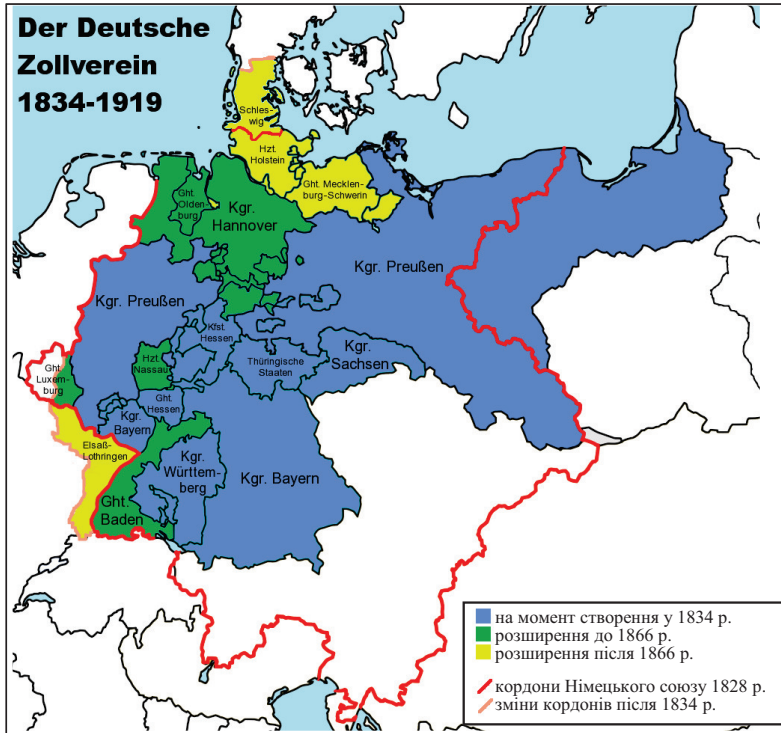 Der Deutsche
Zollverein
1834-1919
Schles-
wig
Hzt.
Holstein
Ght. Mecklen-
burg-Schwerin
Ght.
Olden-
burg
Kgr.
Hannover
Kgr. Preußen
Kgr. Preußen
Kfst.
Hessen
Kgr.
Sachsen
Hzt.
Nassau
Thüringische
Staaten
Ght.
Luxem-
burg
Ght.
Hessen
Kgr.
Bayern
Elsaß-
Lothringen
Kgr.
Württem-
berg
Kgr. Bayern
Ght.
Baden
на момент створення у 1834 р.
розширення до 1866 р.
розширення після 1866 р.
кордони Німецького союзу 1828 р.
зміни кордонів після 1834 р.